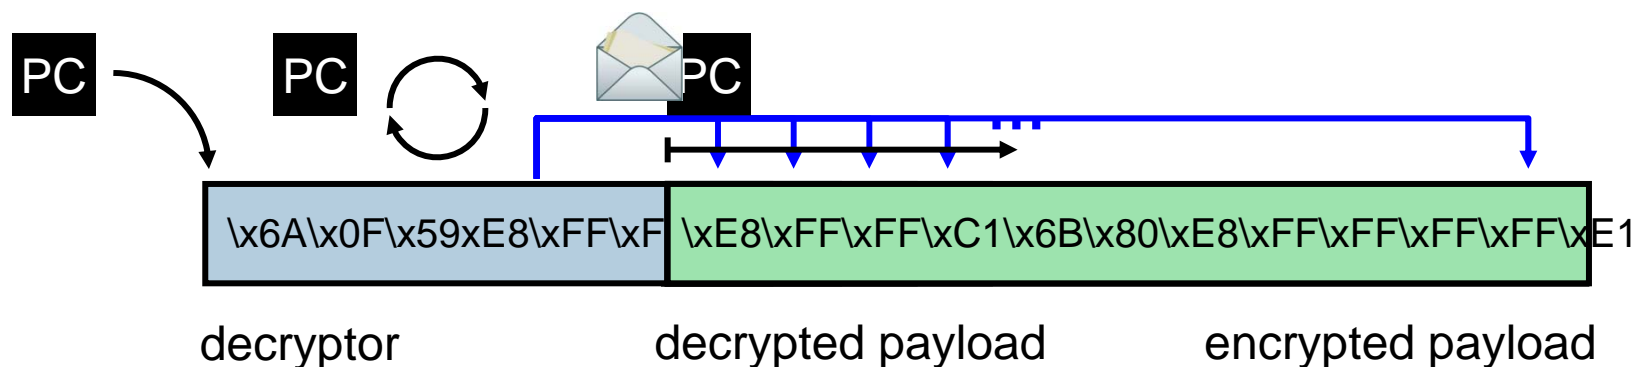 PC PC PC
\x6A\x0F\x59xE8\xFF\xF \xE8\xFF\xFF\xC1\x6B\x80\xE8\xFF\xFF\xFF\xFF\xE1
decryptor decrypted payload encrypted payload